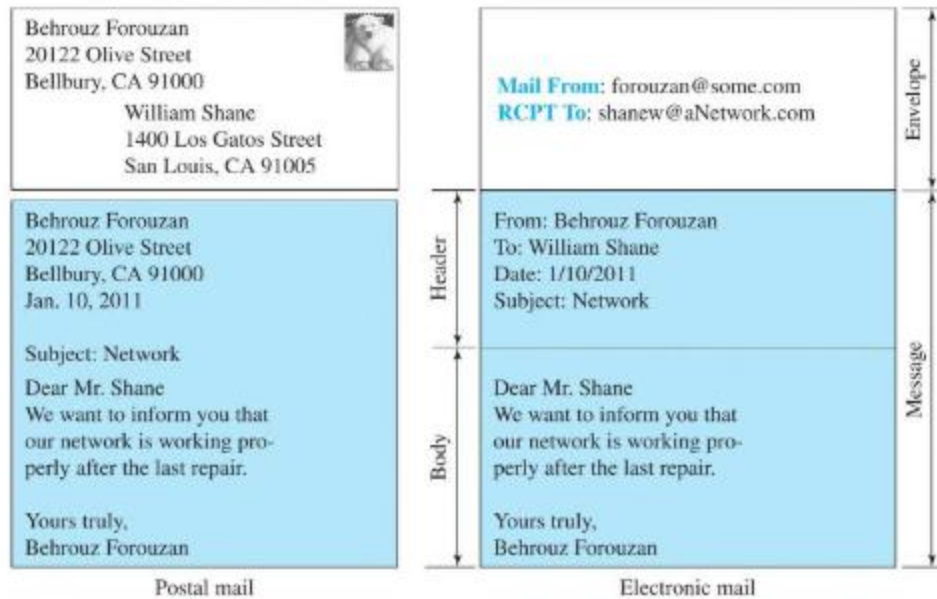 Behrouz Forouzan
20122 Olive Street
Bellbury, CA 91000
William Shane
1400 Los Gatos Street
San Louis, CA 91005
Behrouz Forouzan
20122 Olive Street
Bellbury, CA 91000
Jan. 10, 2011
Subject: Network
Dear Mr. Shane
We want to inform you that
our network is working pro-
perly after the last repair.
Yours truly,
Behrouz Forouzan
Postal mail
Mail From: forouzan@some.com
RCPT To: shanew@aNetwork.com
Envelope
Header
From: Behrouz Forouzan
To: William Shane
Date: 1/10/2011
Subject: Network
Message
Body
Dear Mr. Shane
We want to inform you that
our network is working pro-
perly after the last repair.
Yours truly,
Behrouz Forouzan
Electronic mail